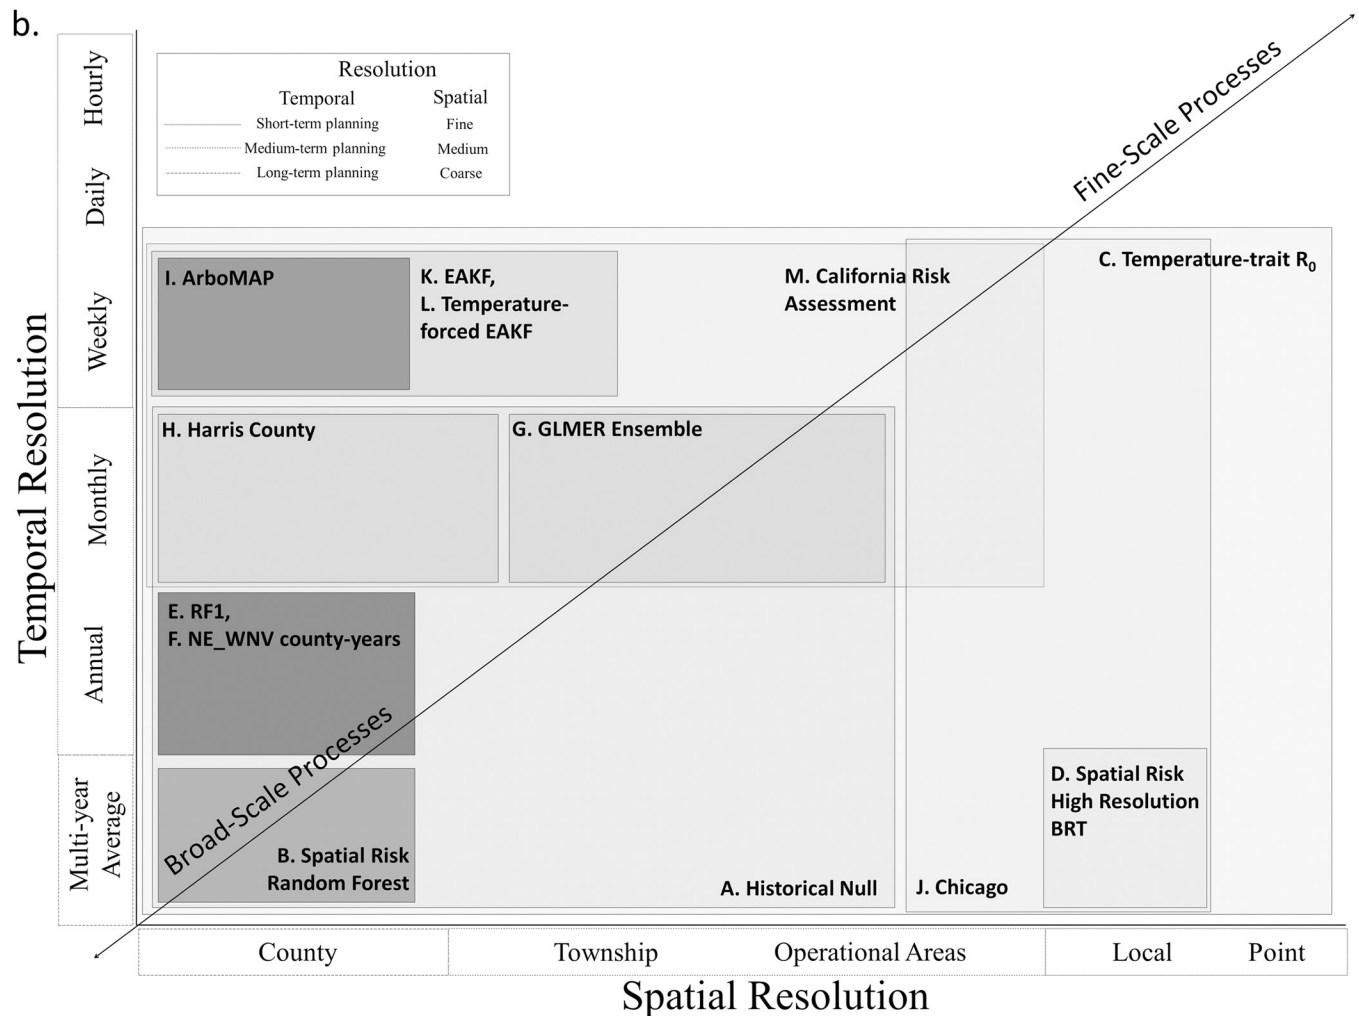 b.
Resolution
Temporal Spatial
Short-term planning Fine
Medium-term planning Medium
Long-term planning Coarse
Temporal Resolution
Hourly
Daily
Weekly
Monthly
Annual
Multi-year
Average
Fine-Scale Processes
Broad-Scale Processes
I. ArboMAP
K. EAKF,
L. Temperature-
forced EAKF
M. California Risk
Assessment
C. Temperature-trait R₀
H. Harris County
G. GLMER Ensemble
E. RF1,
F. NE_WNV county-years
B. Spatial Risk
Random Forest
A. Historical Null
J. Chicago
D. Spatial Risk
High Resolution
BRT
County Township Operational Areas Local Point
Spatial Resolution